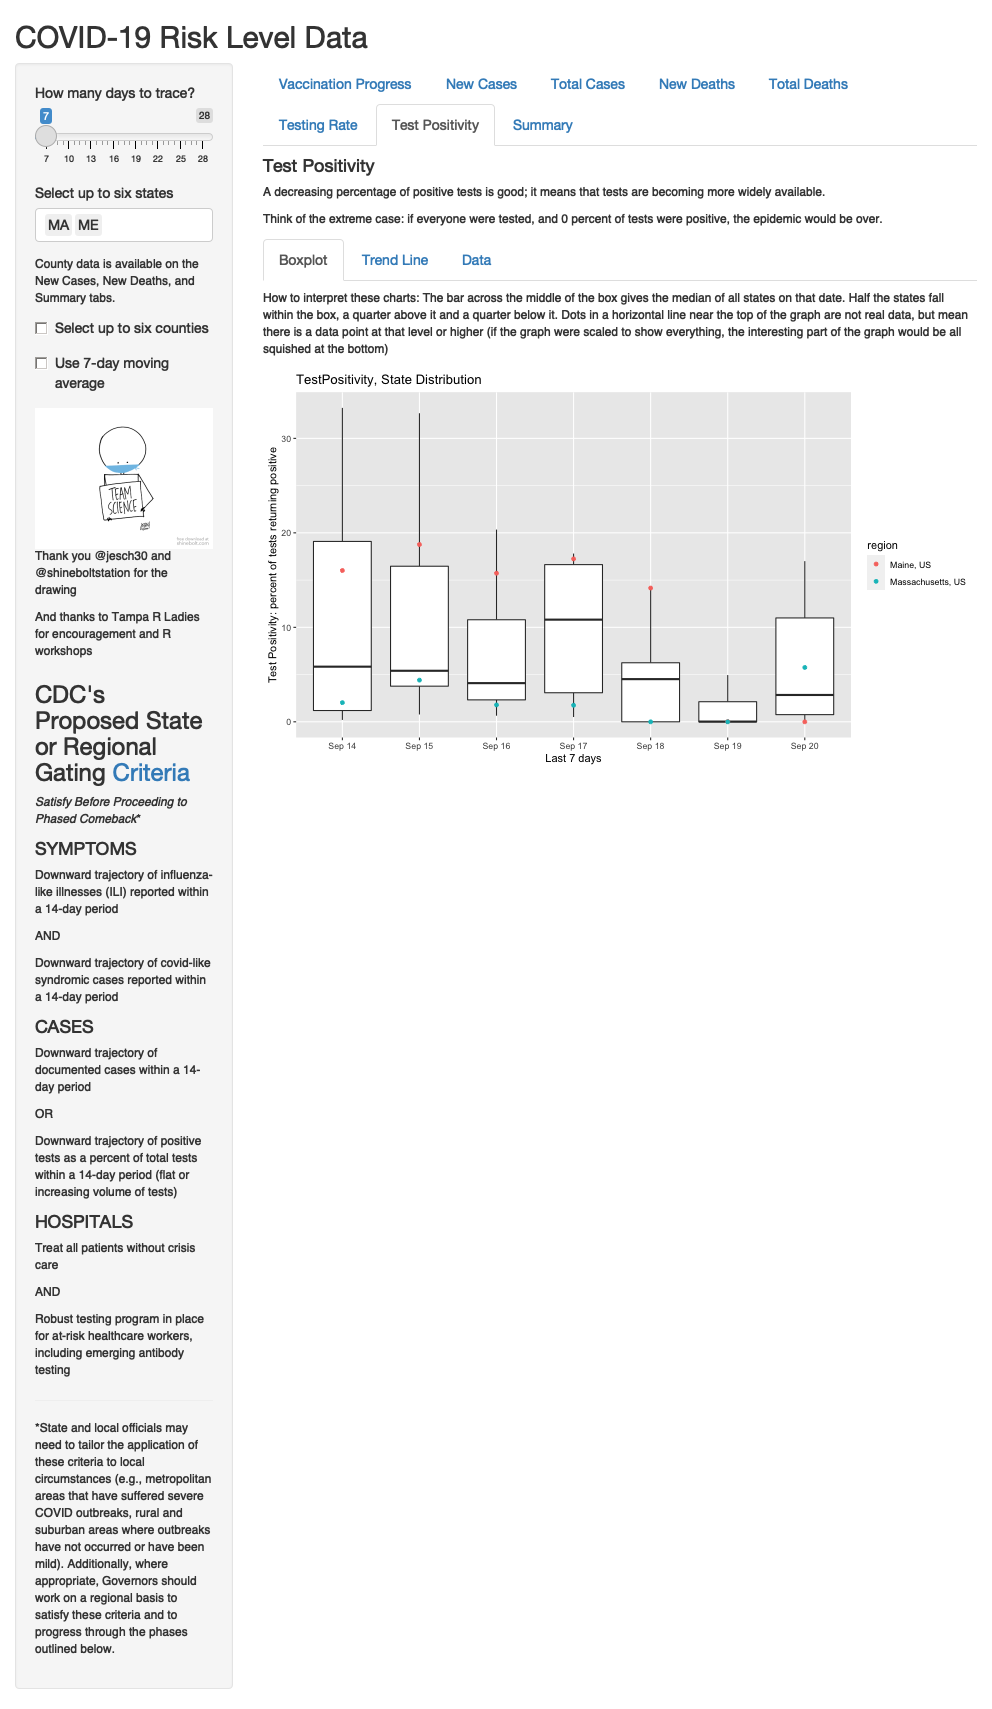 COVID-19 Risk Level Data
How many days to trace?
7
28
7 10 13 16 19 22 25 28
Select up to six states
MA ME
County data is available on the
New Cases, New Deaths, and
Summary tabs.
Select up to six counties
Use 7-day moving
average
TEAM
SCIENCE
Thank you @jesch30 and
@shineboltstation for the
drawing
And thanks to Tampa R Ladies
for encouragement and R
workshops
CDC's
Proposed State
or Regional
Gating Criteria
Satisfy Before Proceeding to
Phased Comeback*
SYMPTOMS
Downward trajectory of influenza-
like illnesses (ILI) reported within
a 14-day period
AND
Downward trajectory of covid-like
syndromic cases reported within
a 14-day period
CASES
Downward trajectory of
documented cases within a 14-
day period
OR
Downward trajectory of positive
tests as a percent of total tests
within a 14-day period (flat or
increasing volume of tests)
HOSPITALS
Treat all patients without crisis
care
AND
Robust testing program in place
for at-risk healthcare workers,
including emerging antibody
testing
*State and local officials may
need to tailor the application of
these criteria to local
circumstances (e.g., metropolitan
areas that have suffered severe
COVID outbreaks, rural and
suburban areas where outbreaks
have not occurred or have been
mild). Additionally, where
appropriate, Governors should
work on a regional basis to
satisfy these criteria and to
progress through the phases
outlined below.
Vaccination Progress New Cases Total Cases New Deaths Total Deaths
Testing Rate Test Positivity Summary
Test Positivity
A decreasing percentage of positive tests is good; it means that tests are becoming more widely available.
Think of the extreme case: if everyone were tested, and 0 percent of tests were positive, the epidemic would be over.
Boxplot Trend Line Data
How to interpret these charts: The bar across the middle of the box gives the median of all states on that date. Half the states fall
within the box, a quarter above it and a quarter below it. Dots in a horizontal line near the top of the graph are not real data, but mean
there is a data point at that level or higher (if the graph were scaled to show everything, the interesting part of the graph would be all
squished at the bottom)
TestPositivity, State Distribution
Test Positivity: percent of tests returning positive
30
20
10
0
Sep 14 Sep 15 Sep 16 Sep 17 Sep 18 Sep 19 Sep 20
Last 7 days
region
Maine, US
Massachusetts, US